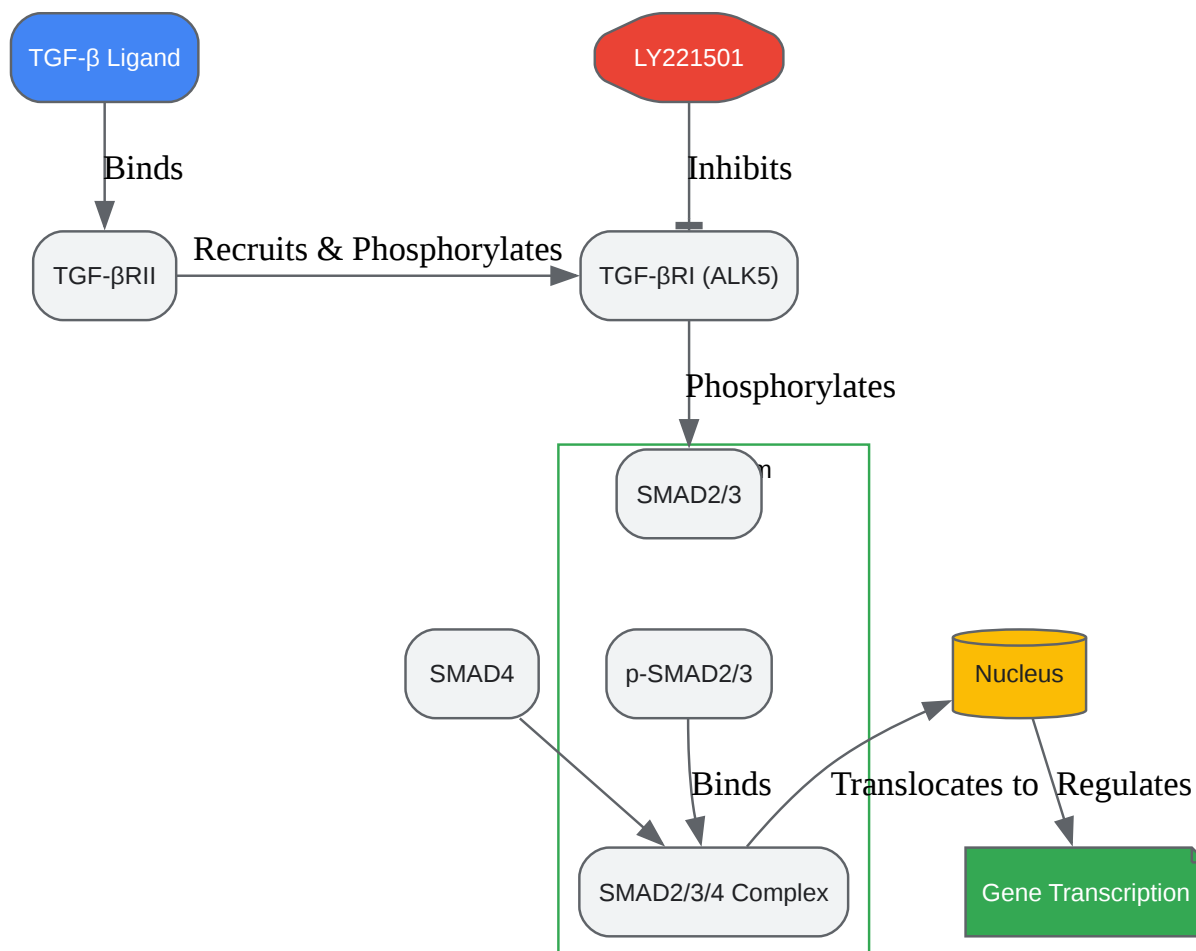 TGF-β Ligand
LY221501
Binds
Inhibits
Recruits & Phosphorylates
TGF-βRII
TGF-βRI (ALK5)
Phosphorylates
SMAD2/3
SMAD4
p-SMAD2/3
Nucleus
Binds
Translocates to
Regulates
SMAD2/3/4 Complex
Gene Transcription